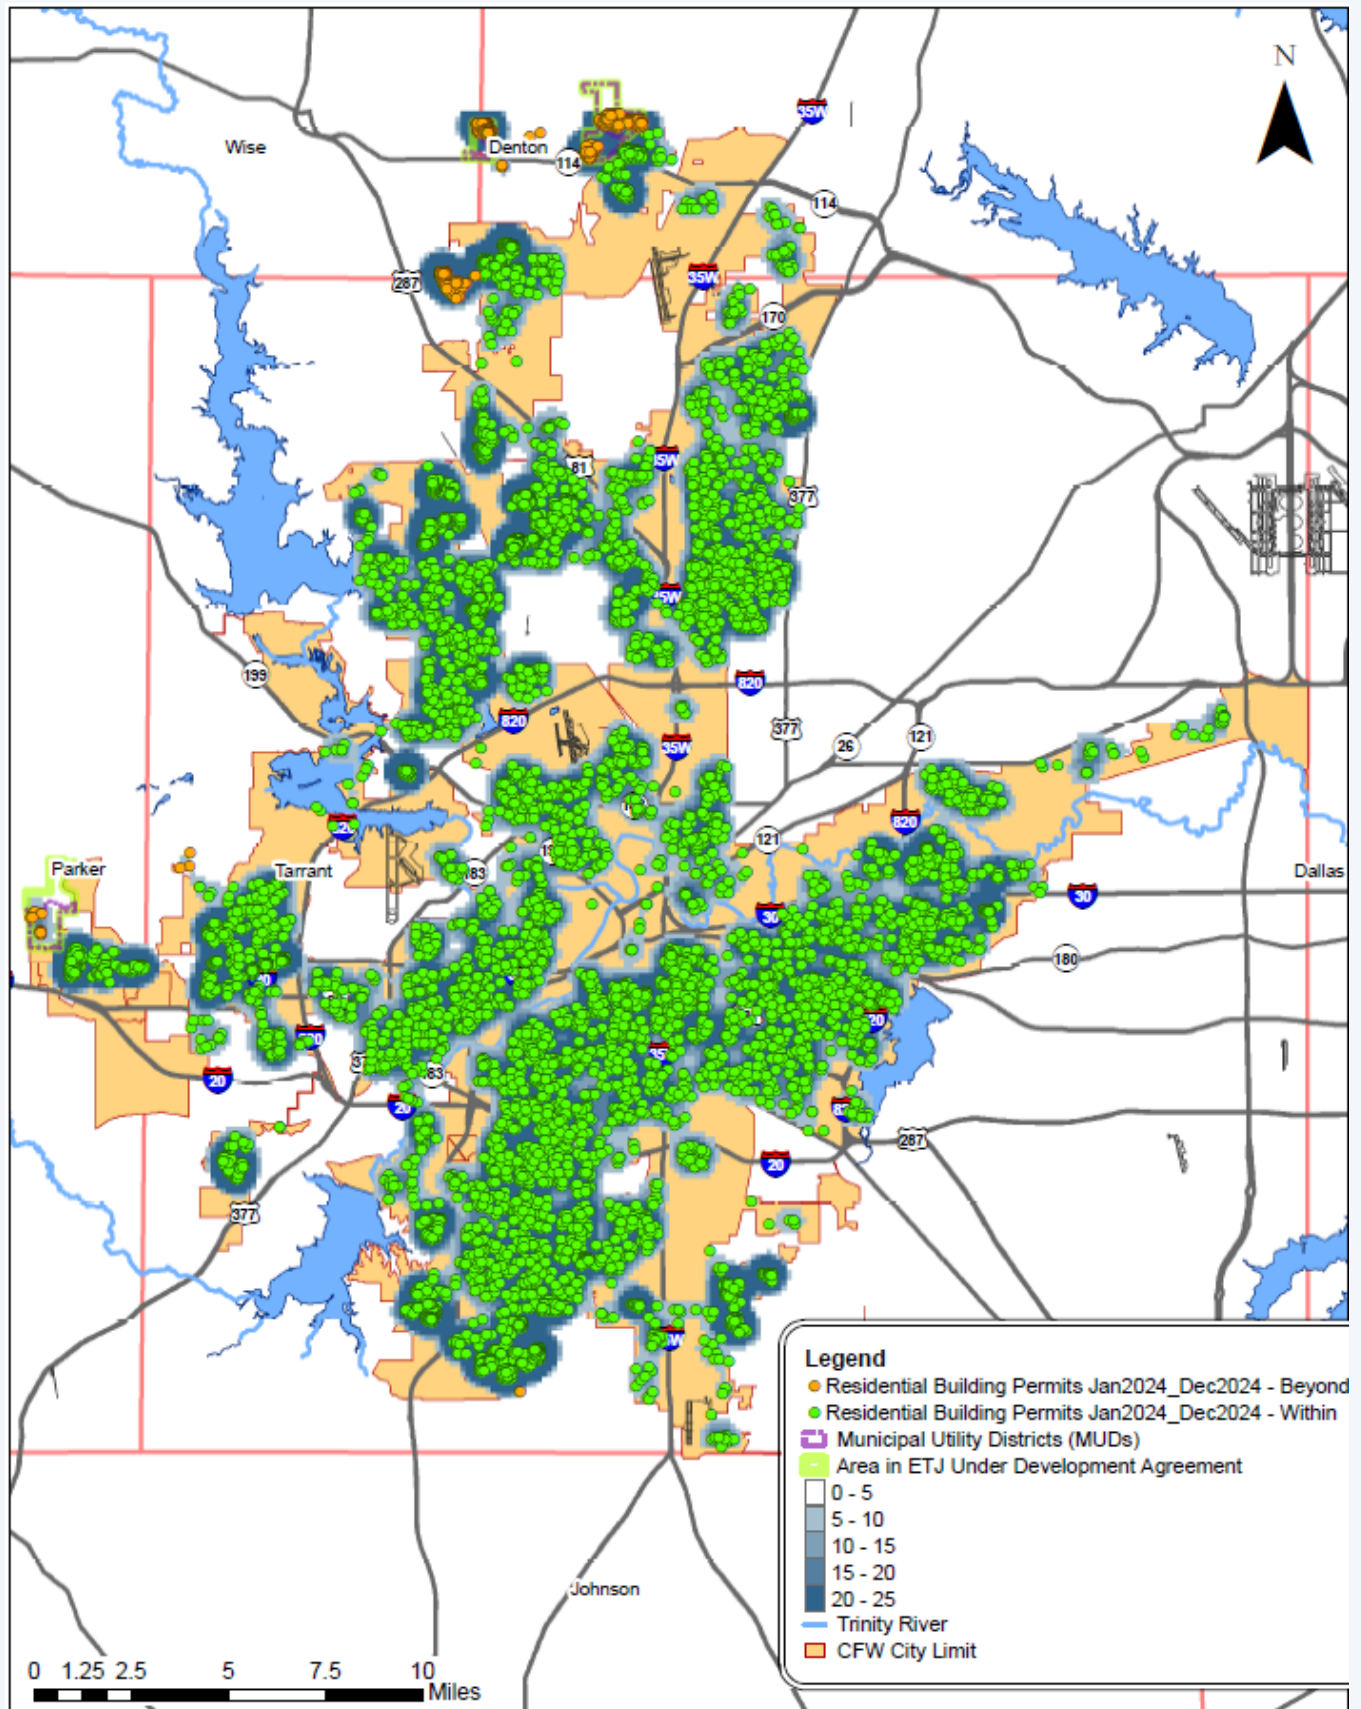 N
35W
Wise
Denton
114
114
35W
287
170
35W
81
377
35W
199
820
820
377
35W
26
121
820
121
Parker
Tarrant
183
Dallas
30
30
180
20
820
20
183
20
20
287
377
Legend
Residential Building Permits Jan2024_Dec2024 - Beyond
Residential Building Permits Jan2024_Dec2024 - Within
Municipal Utility Districts (MUDs)
Area in ETJ Under Development Agreement
0 - 5
5 - 10
10 - 15
15 - 20
20 - 25
Trinity River
CFW City Limit
Johnson
0 1.25 2.5 5 7.5 10
Miles